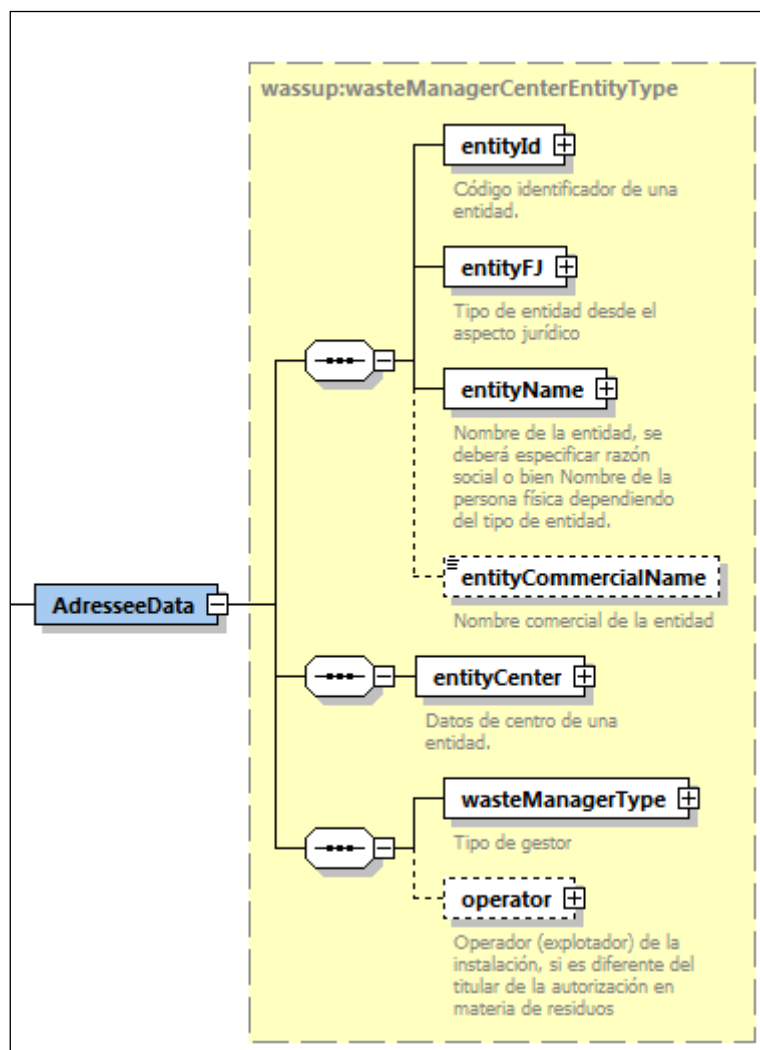 wassup:wasteManagerCenterEntityType
entityId
Código identificador de una
entidad.
entityFJ
Tipo de entidad desde el
aspecto jurídico
entityName
Nombre de la entidad, se
deberá especificar razón
social o bien Nombre de la
persona física dependiendo
del tipo de entidad.
entityCommercialName
Nombre comercial de la entidad
AdresseeData
entityCenter
Datos de centro de una
entidad.
wasteManagerType
Tipo de gestor
operator
Operador (explotador) de la
instalación, si es diferente del
titular de la autorización en
materia de residuos